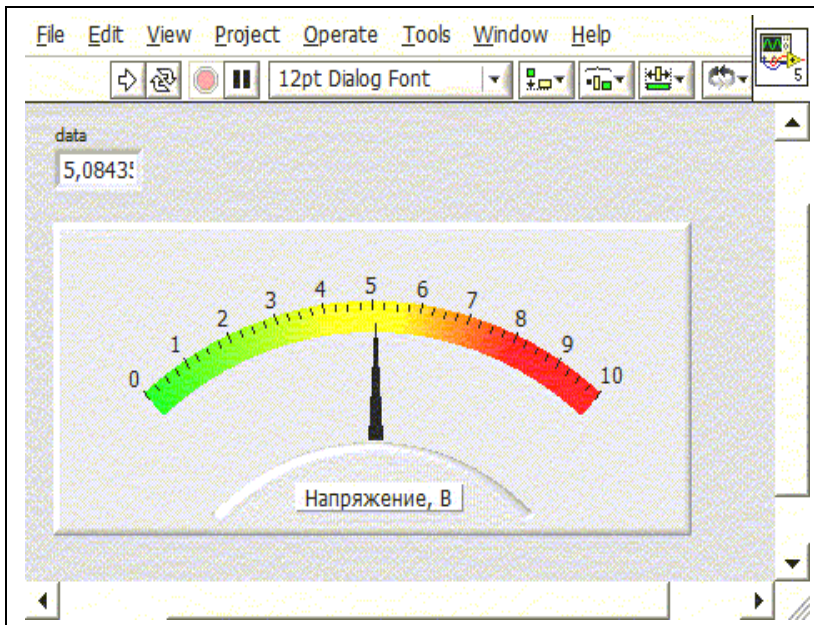 File Edit View Project Operate Tools Window Help
12pt Dialog Font
5
data
5,0843
0 1 2 3 4 5 6 7 8 9 10
Напряжение, В